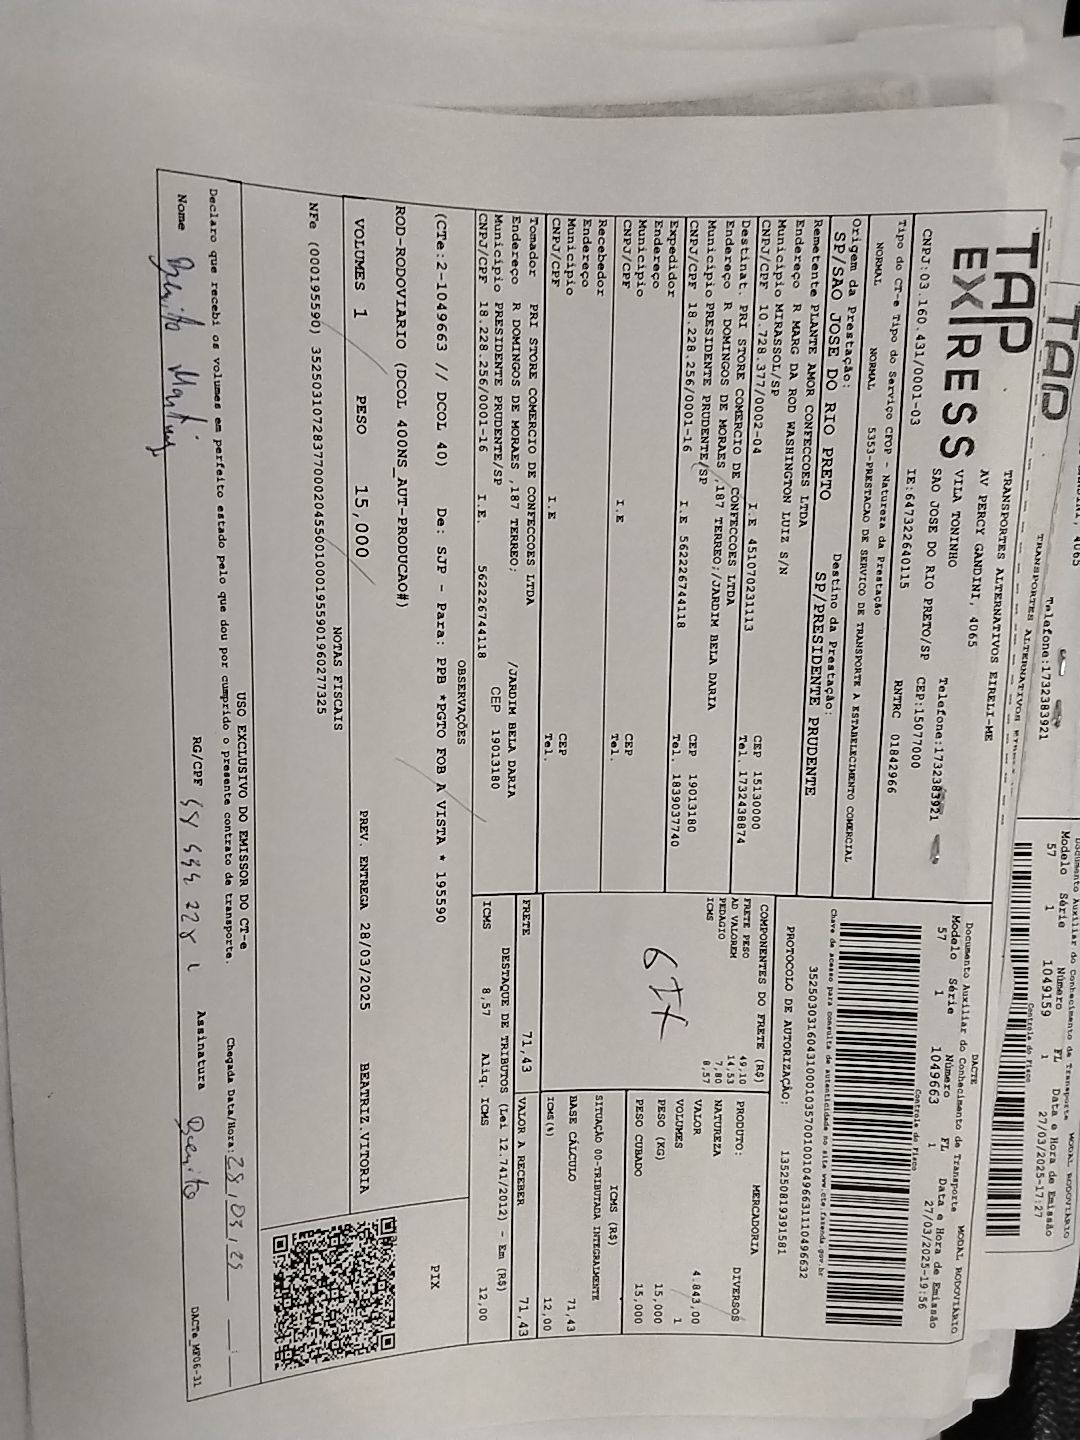 TAP
Telefone:1732383921
TRANSPORTES ALTERNATIVOS
Modelo Série Número FL Data e Hora de Emissão
57 1 1049159 1 27/03/2025-17:27
Controle do Fisco
TAP
EXPRESS
TRANSPORTES ALTERNATIVOS EIRELI-ME
AV PERCY GANDINI, 4065
VILA TONINHO
SAO JOSE DO RIO PRETO/SP CEP:15077000
Telefone:1732383921
CNPJ:03.160.431/0001-03 IE:647322640115 RNTRC 01842966
DACTE
Documento Auxiliar do Conhecimento de Transporte MODAL RODOVIÁRIO
Modelo Série Número FL Data e Hora de Emissão
57 1 1049663 1 27/03/2025-19:56
Controle do Fisco
Chave de acesso para consulta de autenticidade no site www.cte.fazenda.gov.br
35250303160431000103570010010496631110496632
PROTOCOLO DE AUTORIZAÇÃO: 135250819391581
Tipo do CT-e Tipo do Serviço CFOP - Natureza da Prestação
NORMAL NORMAL 5353-PRESTACAO DE SERVICO DE TRANSPORTE A ESTABELECIMENTO COMERCIAL
Origem da Prestação: Destino da Prestação:
SP/SAO JOSE DO RIO PRETO SP/PRESIDENTE PRUDENTE
Remetente PLANTE AMOR CONFECCOES LTDA
Endereço R MARG DA ROD WASHINGTON LUIZ S/N
Município MIRASSOL/SP CEP 15130000
CNPJ/CPF 10.728.377/0002-04 I.E 451070231113 Tel. 1732438874
Destinat. PRI STORE COMERCIO DE CONFECCOES LTDA
Endereço R DOMINGOS DE MORAES ,187 TERREO;/JARDIM BELA DARIA
Município PRESIDENTE PRUDENTE/SP CEP 19013180
CNPJ/CPF 18.228.256/0001-16 I.E 562226744118 Tel. 1839037740
Expedidor
Endereço
Município CEP
CNPJ/CPF I.E Tel.
Recebedor
Endereço
Município CEP
CNPJ/CPF I.E Tel.
Tomador PRI STORE COMERCIO DE CONFECCOES LTDA
Endereço R DOMINGOS DE MORAES ,187 TERREO; /JARDIM BELA DARIA
Município PRESIDENTE PRUDENTE/SP CEP 19013180
CNPJ/CPF 18.228.256/0001-16 I.E. 562226744118
COMPONENTES DO FRETE (R$)
FRETE PESO 49,10
AD VALOREM 14,53
PEDAGIO 7,80
ICMS 8,57
MERCADORIA
PRODUTO: DIVERSOS
NATUREZA
VALOR 4.843,00
VOLUMES 1
PESO (KG) 15,000
PESO CUBADO 15,000
ICMS (R$)
SITUAÇÃO 00-TRIBUTADA INTEGRALMENTE
BASE CÁLCULO 71,43
ICMS(%) 12,00
FRETE 71,43 VALOR A RECEBER 71,43
DESTAQUE DE TRIBUTOS (Lei 12.741/2012) - Em (R$)
ICMS 8,57 Aliq. ICMS 12,00
OBSERVAÇÕES
(CTe:2-1049663 // DCOL 40) De: SJP - Para: PPB *PGTO FOB A VISTA * 195590
ROD-RODOVIARIO (DCOL 400NS_AUT-PRODUCAO#)
PIX
VOLUMES 1 PESO 15,000 PREV. ENTREGA 28/03/2025 BEATRIZ.VITORIA
NOTAS FISCAIS
NFe (000195590) 35250310728377000204550010001955901960277325
USO EXCLUSIVO DO EMISSOR DO CT-e
Declaro que recebi os volumes em perfeito estado pelo que dou por cumprido o presente contrato de transporte. Chegada Data/Hora: 28/03/25
Nome RG/CPF Assinatura
DACTe_MF06-31